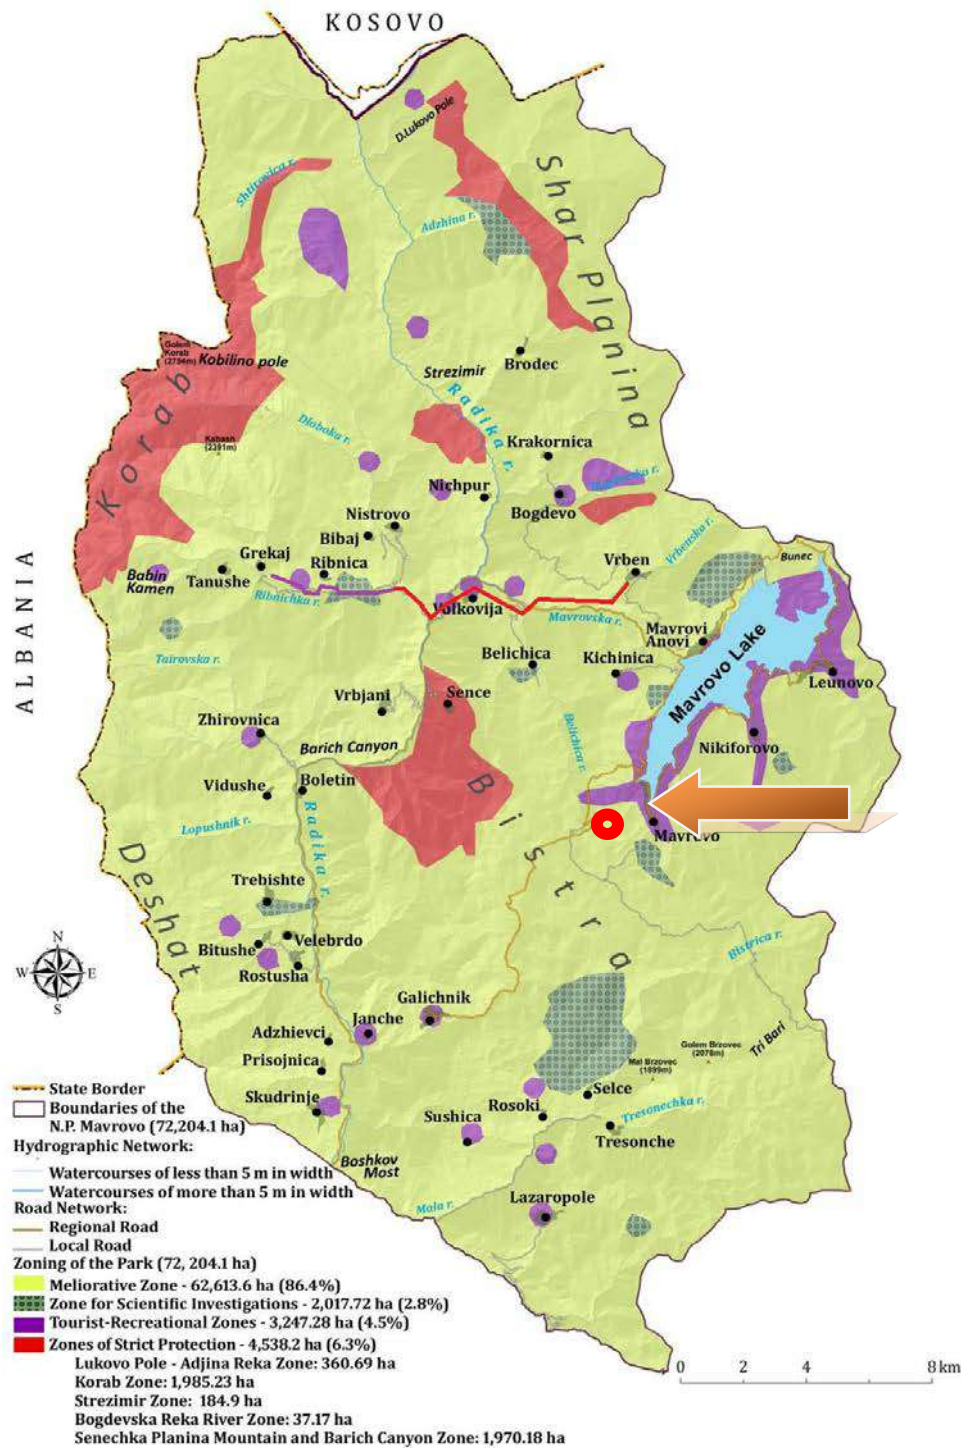 KOSOVO
D.Lukovo Pole
Shtirovica r.
Adzhina r.
Shar Planina
Golem
Korab
(2764m)
Kobilino pole
Korab
Strezimir
Brodec
Radika r.
Dlaboka r.
Kabash
(2391m)
Krakornica
Nichpur
Bogdevo
Nistrovo
Bibaj
Vrbenska r.
Bunec
Grekaj
Ribnica
Vrben
ALBANIA
Babin
Kamen
Tanushe
Ribnichka r.
Volkovija
Mavrovska r.
Mavrovi
Anovi
Mavrovo Lake
Tairovska r.
Belichica
Kichinica
Leunovo
Vrbjani
Sence
Zhirovnica
Barich Canyon
Belichica r.
Nikiforovo
Vidushe
Boletin
Bistra
Lopushnik r.
Radika r.
Mavrovo
Deshat
Trebishte
Bitushe
Velebrdo
Rostusha
Bistrica r.
N
W
E
S
Galichnik
Janche
Adzhievci
Prisojnica
Golem Brzovec
(2078m)
Tri Bari
Mal Brzovec
(1899m)
Skudrinje
Selce
Rosoki
Sushica
Tresonechka r.
Tresonche
Boshkov
Most
Mala r.
Lazaropole
State Border
Boundaries of the
N.P. Mavrovo (72,204.1 ha)
Hydrographic Network:
Watercourses of less than 5 m in width
Watercourses of more than 5 m in width
Road Network:
Regional Road
Local Road
Zoning of the Park (72, 204.1 ha)
Meliorative Zone - 62,613.6 ha (86.4%)
Zone for Scientific Investigations - 2,017.72 ha (2.8%)
Tourist-Recreational Zones - 3,247.28 ha (4.5%)
Zones of Strict Protection - 4,538.2 ha (6.3%)
Lukovo Pole - Adjina Reka Zone: 360.69 ha
Korab Zone: 1,985.23 ha
Strezimir Zone: 184.9 ha
Bogdevska Reka River Zone: 37.17 ha
Senechka Planina Mountain and Barich Canyon Zone: 1,970.18 ha
0 2 4 8 km